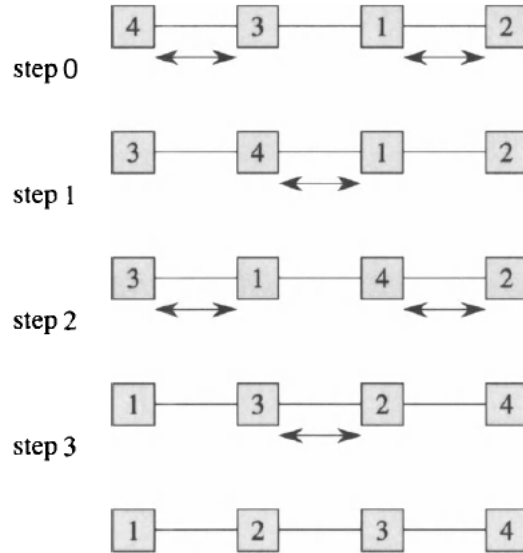 4 3 1 2
step 0
3 4 1 2
step 1
3 1 4 2
step 2
1 3 2 4
step 3
1 2 3 4